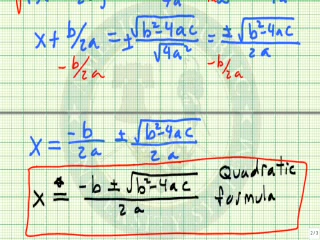 x + b/2a = ±√(b²-4ac)/√(4a²) = ±√(b²-4ac)/2a
-b/2a -b/2a
x = -b/2a ± √(b²-4ac)/2a
Quadratic
x = (-b ± √(b²-4ac))/2a formula
2/3